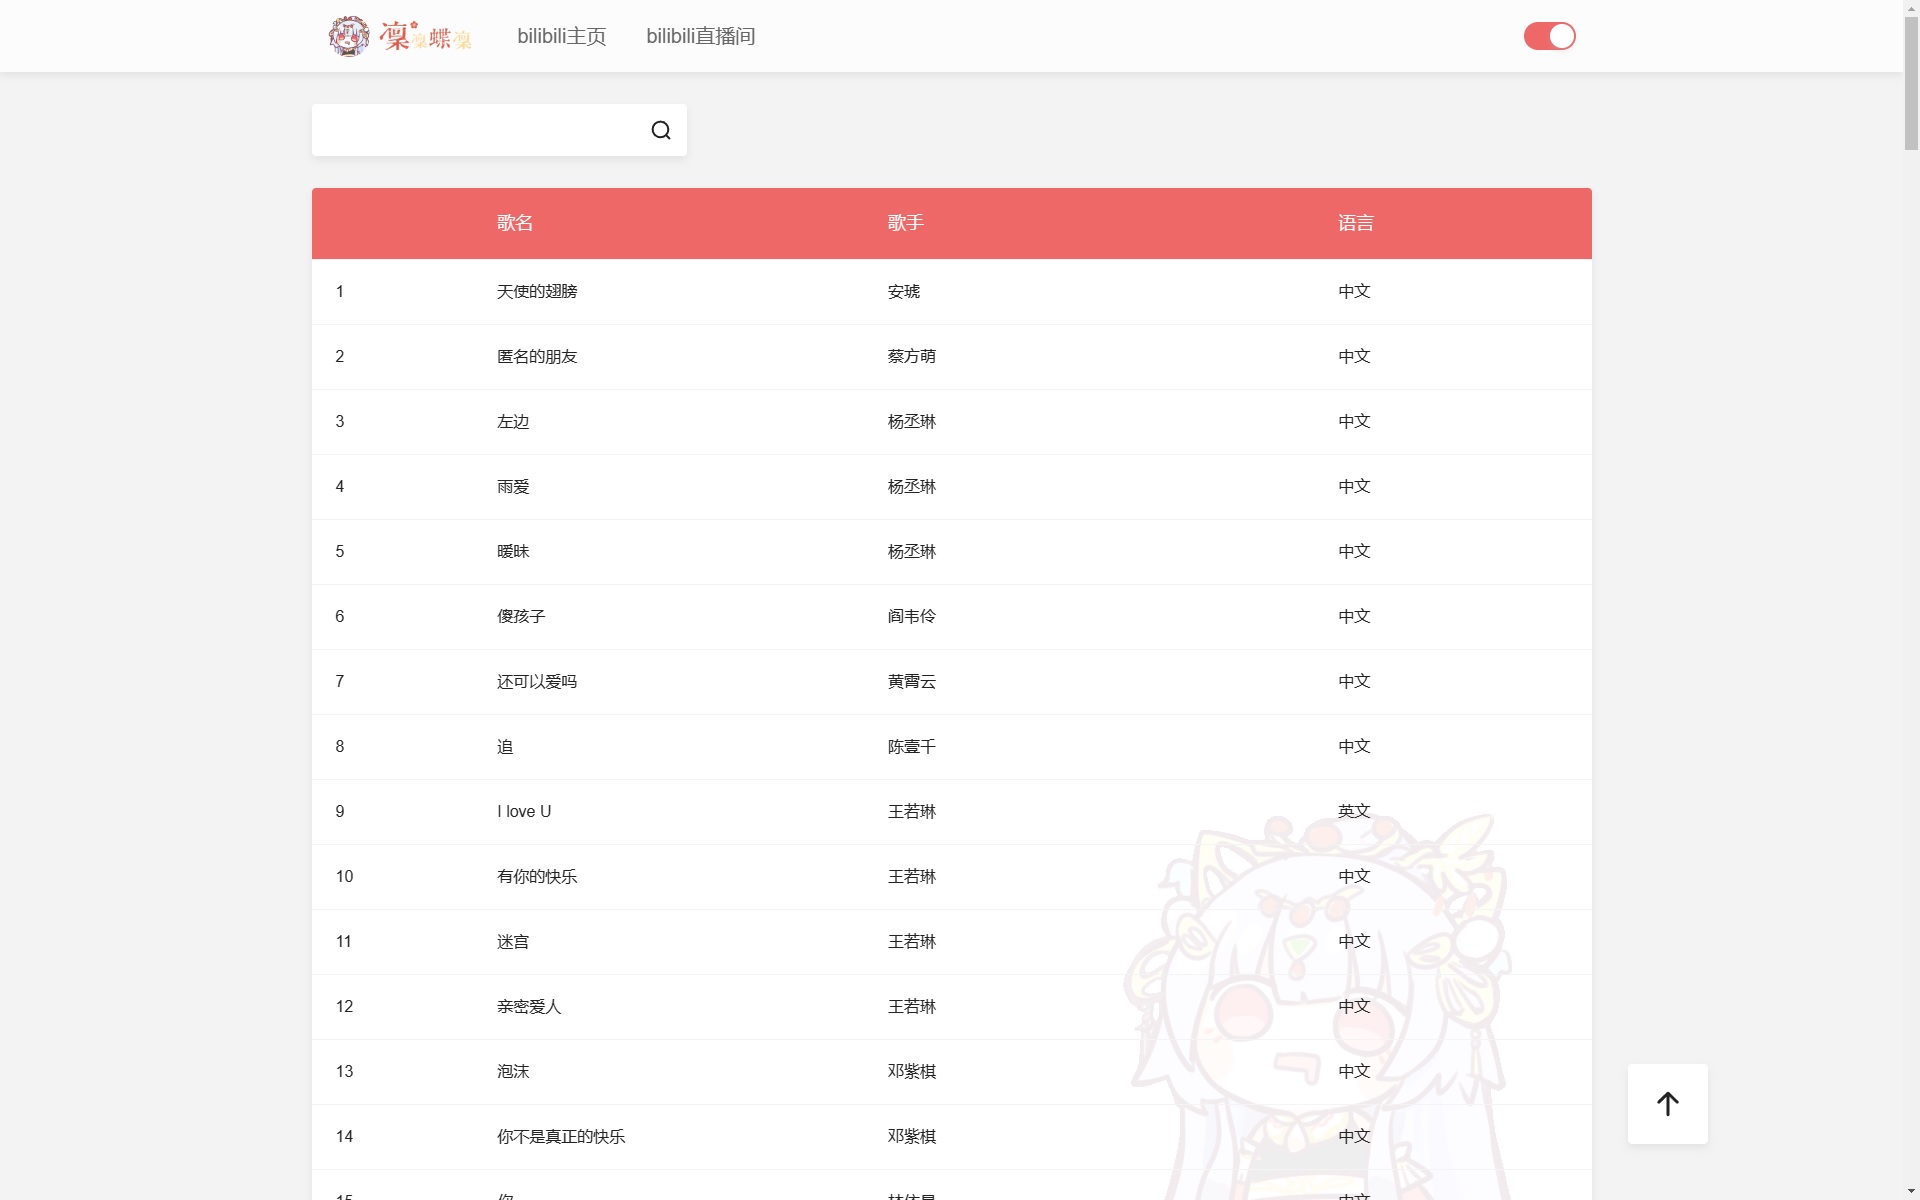 凜凜蝶凜 bilibili主页 bilibili直播间
歌名 歌手 语言
1 天使的翅膀 安琥 中文
2 匿名的朋友 蔡方萌 中文
3 左边 杨丞琳 中文
4 雨爱 杨丞琳 中文
5 暧昧 杨丞琳 中文
6 傻孩子 阎韦伶 中文
7 还可以爱吗 黄霄云 中文
8 追 陈壹千 中文
9 I love U 王若琳 英文
10 有你的快乐 王若琳 中文
11 迷宫 王若琳 中文
12 亲密爱人 王若琳 中文
13 泡沫 邓紫棋 中文
14 你不是真正的快乐 邓紫棋 中文